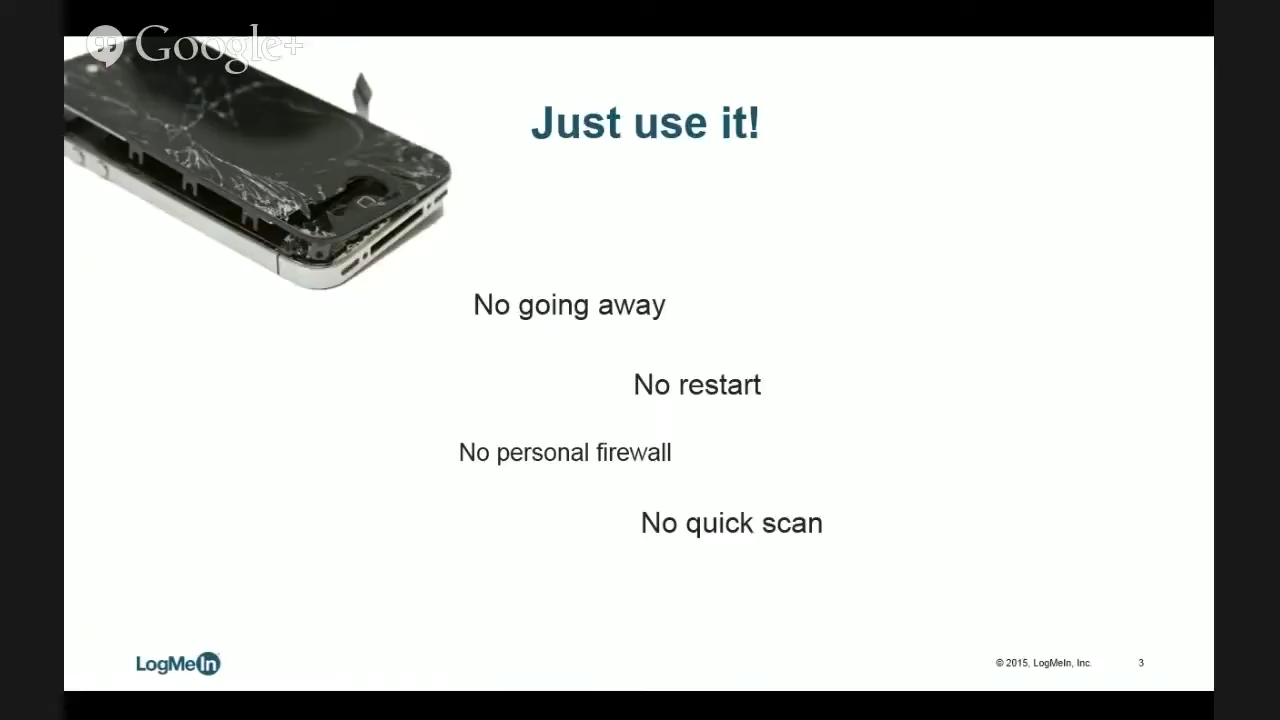 Google+
Just use it!
No going away
No restart
No personal firewall
No quick scan
LogMeIn
© 2015, LogMeIn, Inc.
3